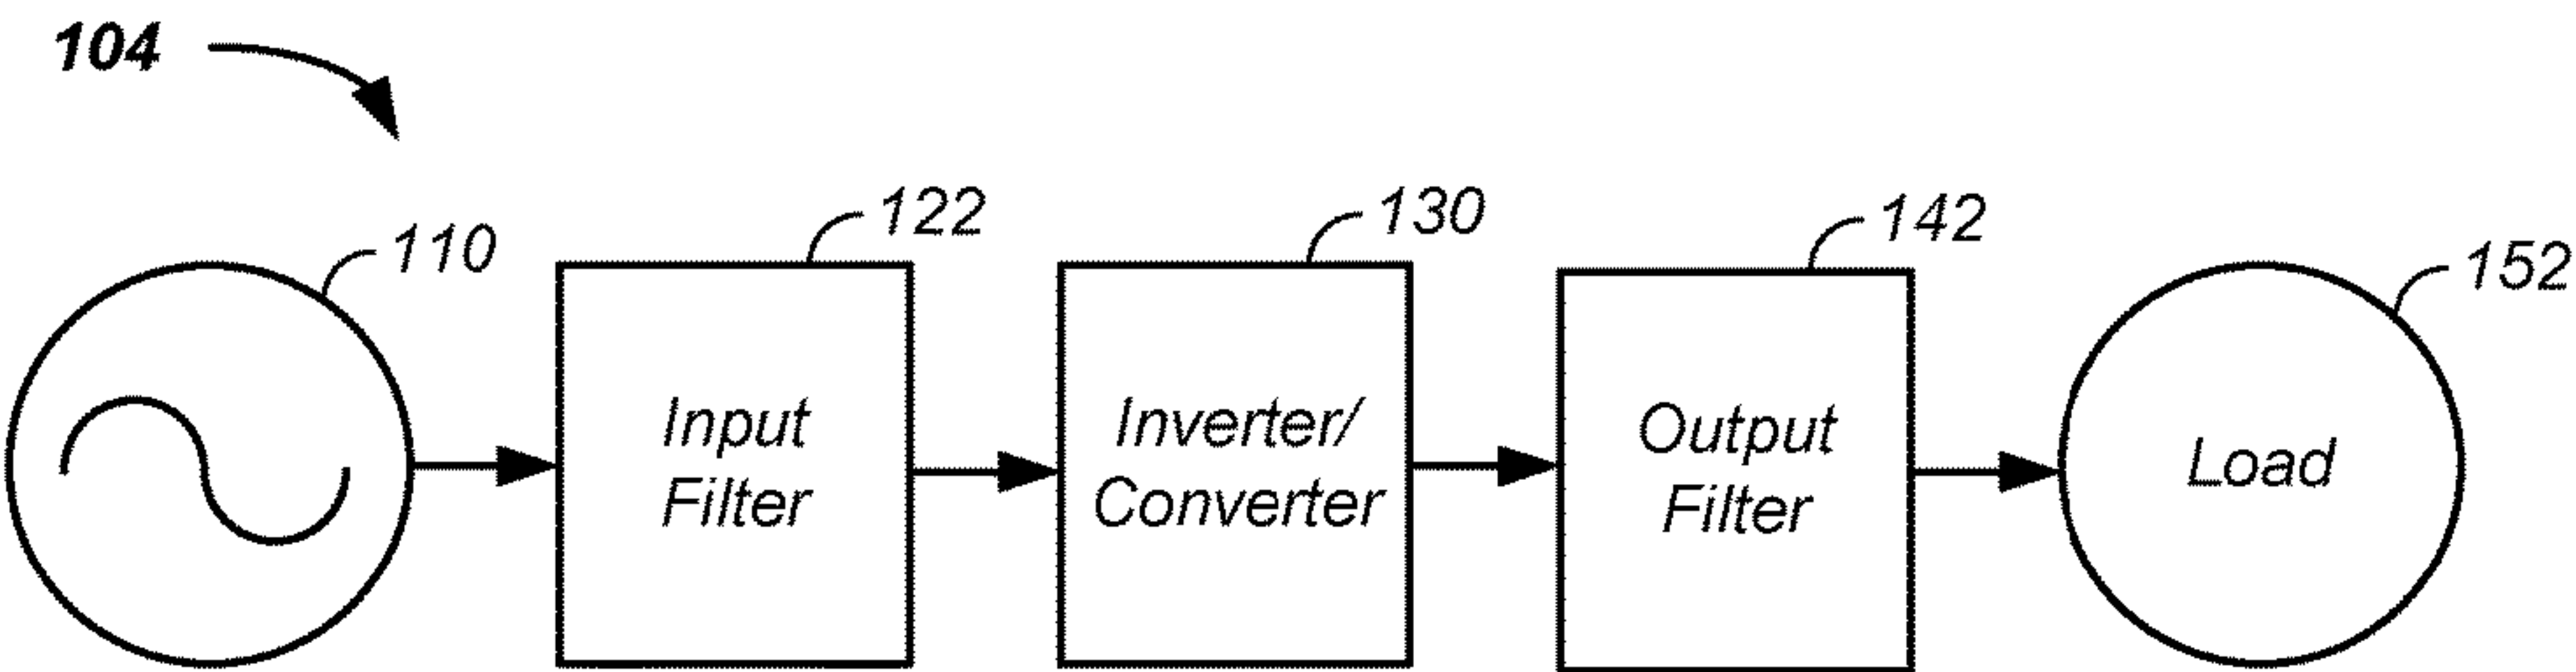 104
110
122
130
142
152
Input
Filter
Inverter/
Converter
Output
Filter
Load